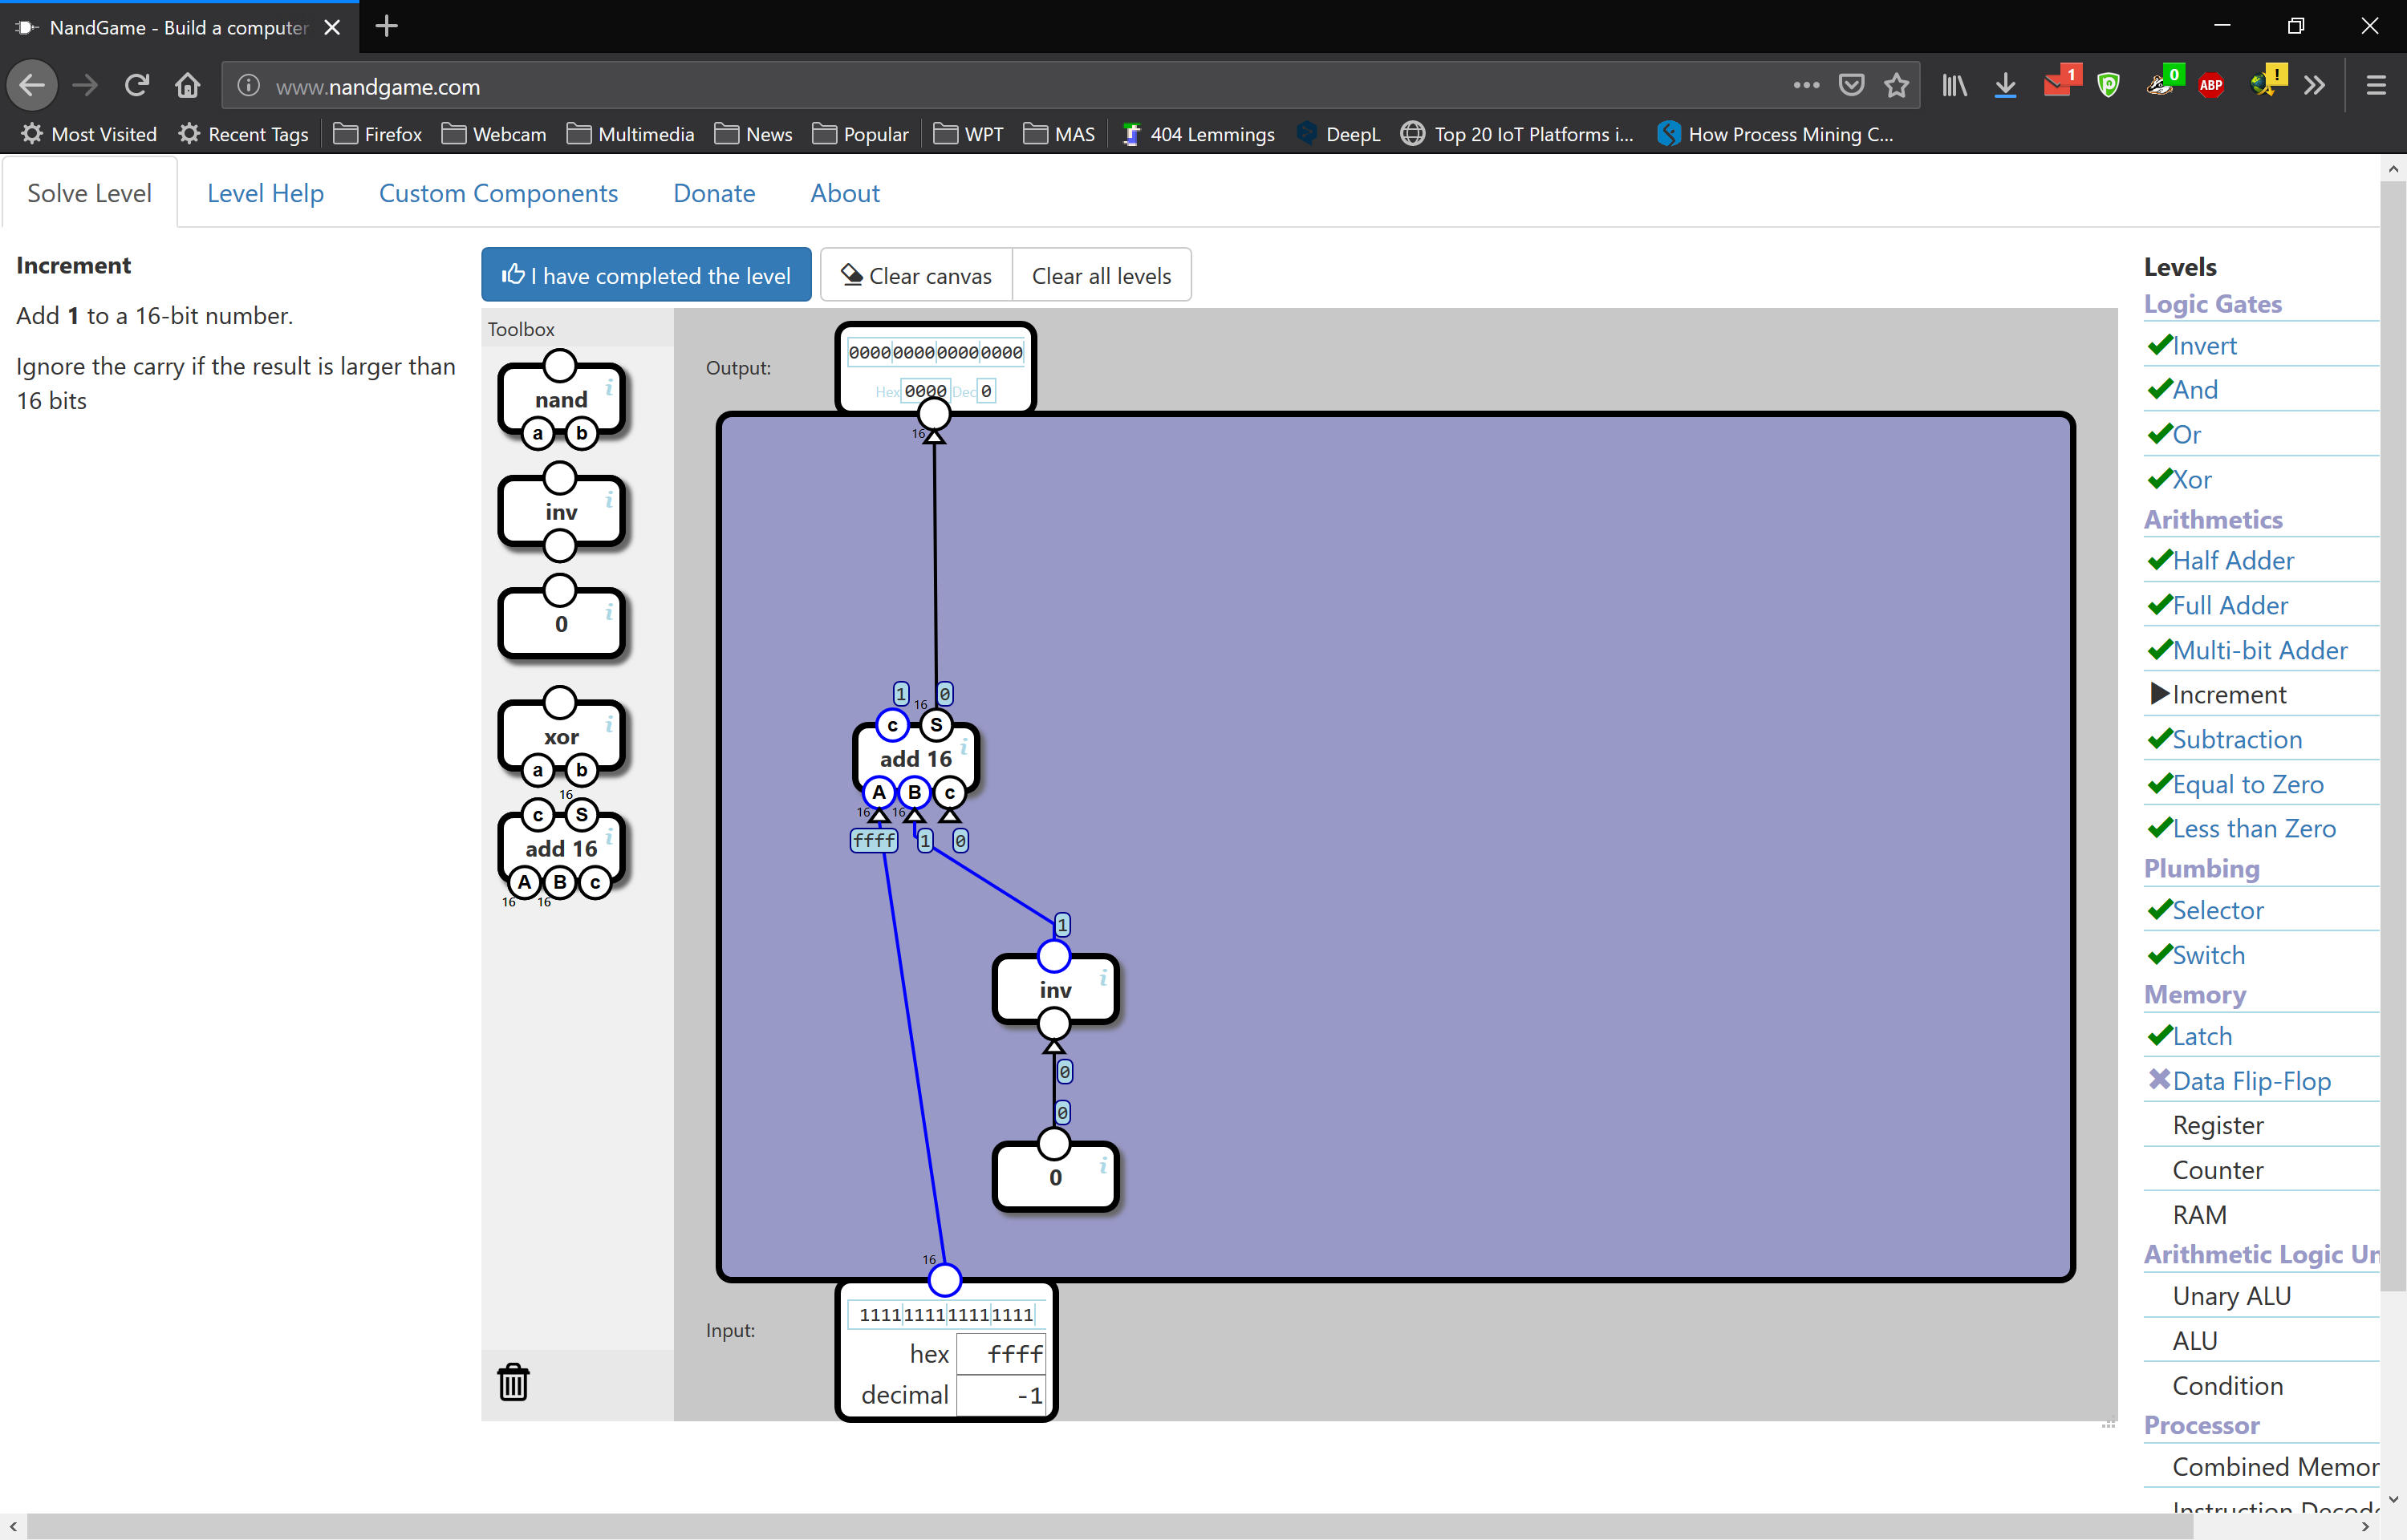 NandGame - Build a computer
www.nandgame.com
1
0
ABP
!
Most Visited
Recent Tags
Firefox
Webcam
Multimedia
News
Popular
WPT
MAS
404 Lemmings
DeepL
Top 20 IoT Platforms i...
How Process Mining C...
Solve Level
Level Help
Custom Components
Donate
About
Increment
Add 1 to a 16-bit number.
Ignore the carry if the result is larger than
16 bits
I have completed the level
Clear canvas
Clear all levels
Toolbox
nand
i
a b
inv
i
0
i
xor
i
a b
16
c S
add 16
i
A B c
16 16
Output:
0000 0000 0000 0000
Hex 0000 Dec 0
16
1 0
16
c S
add 16
i
A B c
16 16
ffff 1 0
1
inv
i
0
0
0
i
16
Input:
1111 1111 1111 1111
hex ffff
decimal -1
Levels
Logic Gates
Invert
And
Or
Xor
Arithmetics
Half Adder
Full Adder
Multi-bit Adder
Increment
Subtraction
Equal to Zero
Less than Zero
Plumbing
Selector
Switch
Memory
Latch
Data Flip-Flop
Register
Counter
RAM
Arithmetic Logic Un
Unary ALU
ALU
Condition
Processor
Combined Memor
Instruction Decode